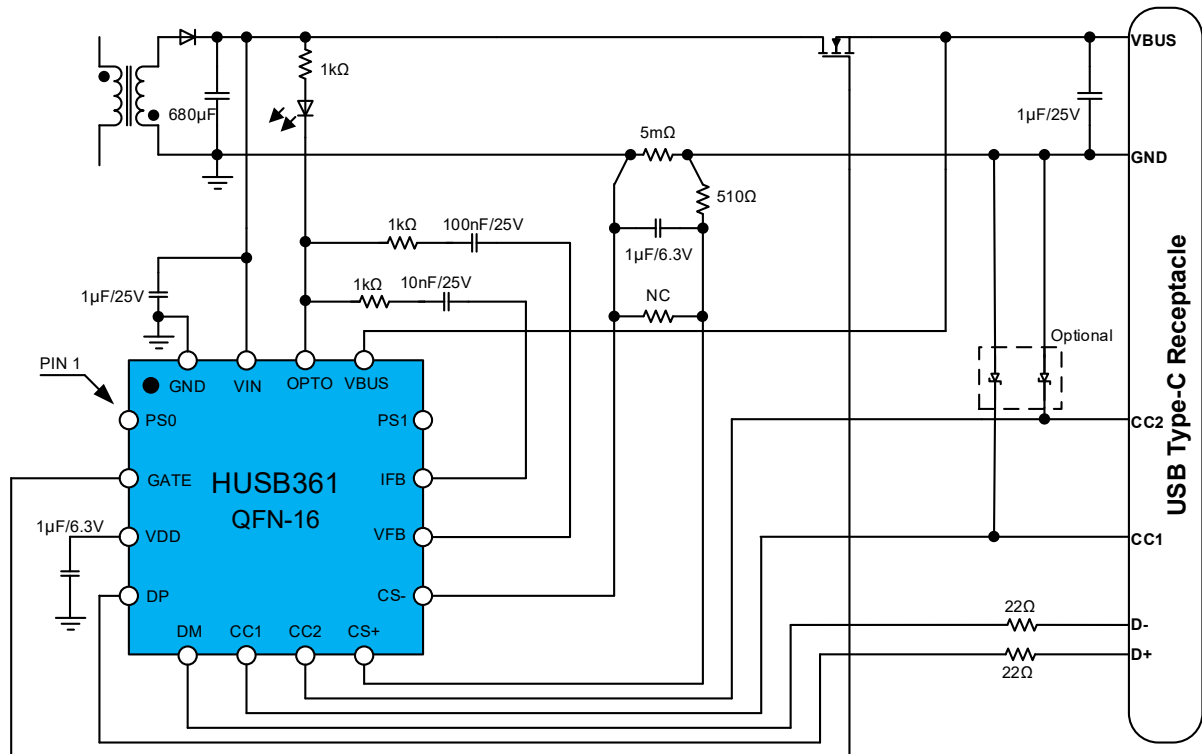 VBUS
1kΩ
680µF
1µF/25V
5mΩ
GND
510Ω
1kΩ
100nF/25V
1µF/6.3V
1kΩ
10nF/25V
1µF/25V
NC
Optional
PIN 1
GND
VIN
OPTO
VBUS
PS0
PS1
CC2
GATE
HUSB361
IFB
USB Type-C Receptacle
QFN-16
1µF/6.3V
VDD
VFB
CC1
DP
CS-
22Ω
DM
CC1
CC2
CS+
D-
D+
22Ω